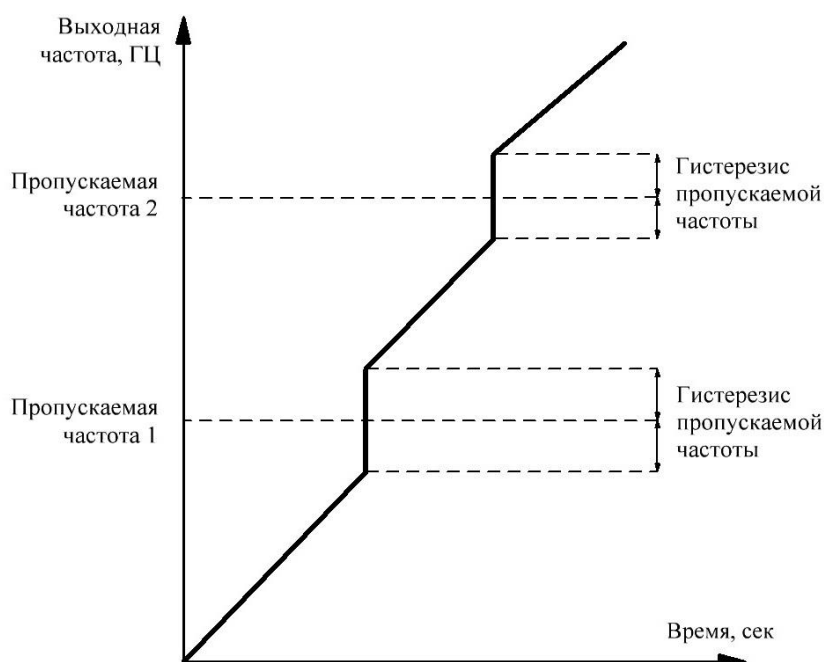 Выходная
частота, ГЦ
Пропускаемая
частота 2
Гистерезис
пропускаемой
частоты
Пропускаемая
частота 1
Гистерезис
пропускаемой
частоты
Время, сек